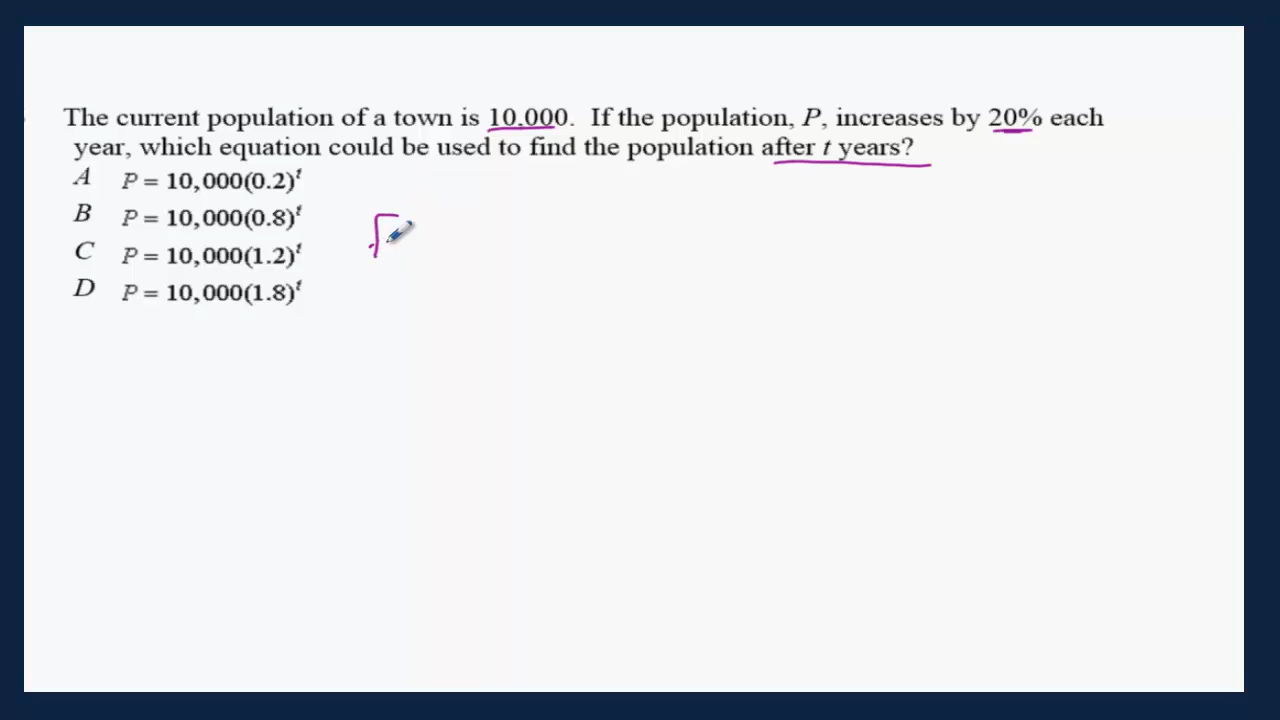 The current population of a town is 10,000. If the population, P, increases by 20% each
year, which equation could be used to find the population after t years?
A P = 10,000(0.2)^t
B P = 10,000(0.8)^t
C P = 10,000(1.2)^t
D P = 10,000(1.8)^t